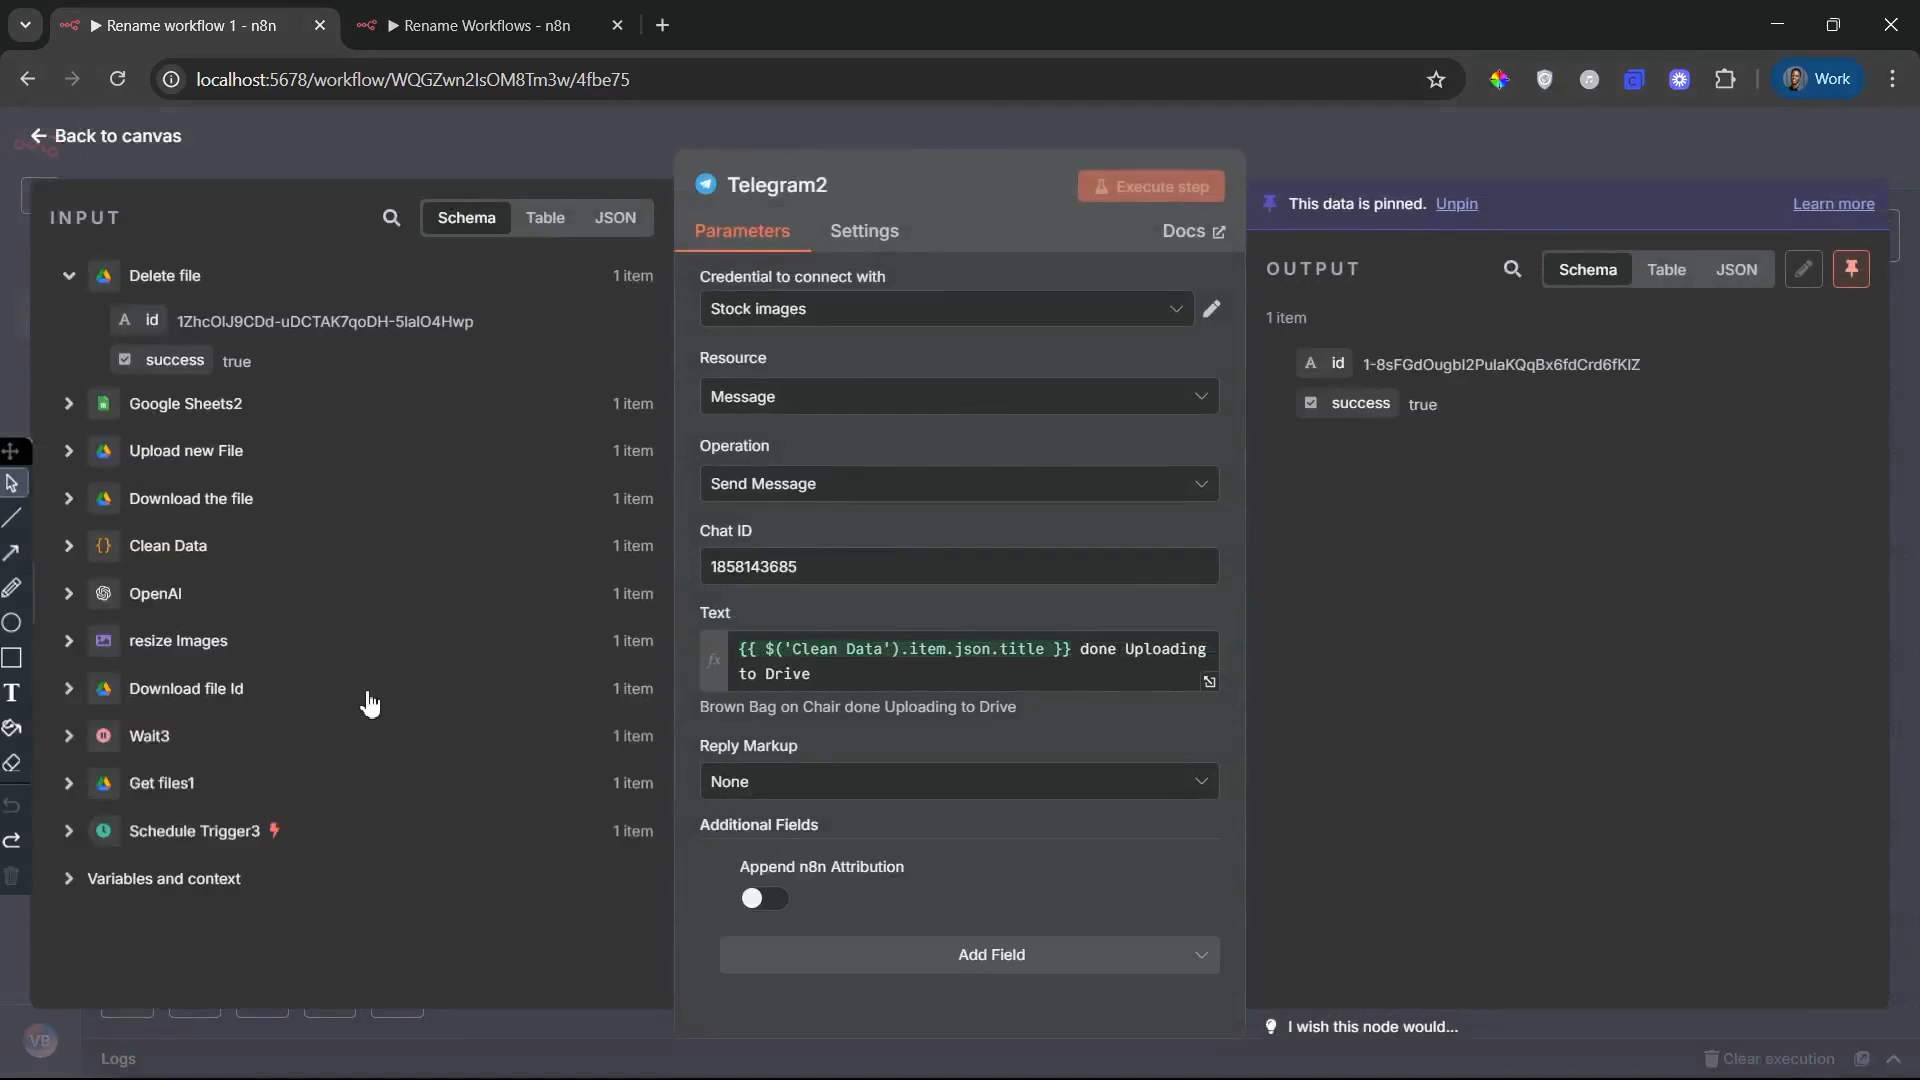 Rename workflow 1 - n8n
Rename Workflows - n8n
localhost:5678/workflow/WQGZwn2IsOM8Tm3w/4fbe75
Work
Back to canvas
INPUT
Schema
Table
JSON
Delete file
1 item
A id 1ZhcOIJ9CDd-uDCTAK7qoDH-5lalO4Hwp
success true
Google Sheets2
1 item
Upload new File
1 item
Download the file
1 item
Clean Data
1 item
OpenAI
1 item
resize Images
1 item
Download file Id
1 item
Wait3
1 item
Get files1
1 item
Schedule Trigger3
1 item
Variables and context
Telegram2
Execute step
Parameters
Settings
Docs
Credential to connect with
Stock images
Resource
Message
Operation
Send Message
Chat ID
1858143685
Text
fx
{{ $('Clean Data').item.json.title }} done Uploading
to Drive
Brown Bag on Chair done Uploading to Drive
Reply Markup
None
Additional Fields
Append n8n Attribution
Add Field
This data is pinned. Unpin
Learn more
OUTPUT
Schema
Table
JSON
1 item
A id 1-8sFGdOugbI2PulaKQqBx6fdCrd6fKIZ
success true
I wish this node would...
T
VB
Logs
Clear execution